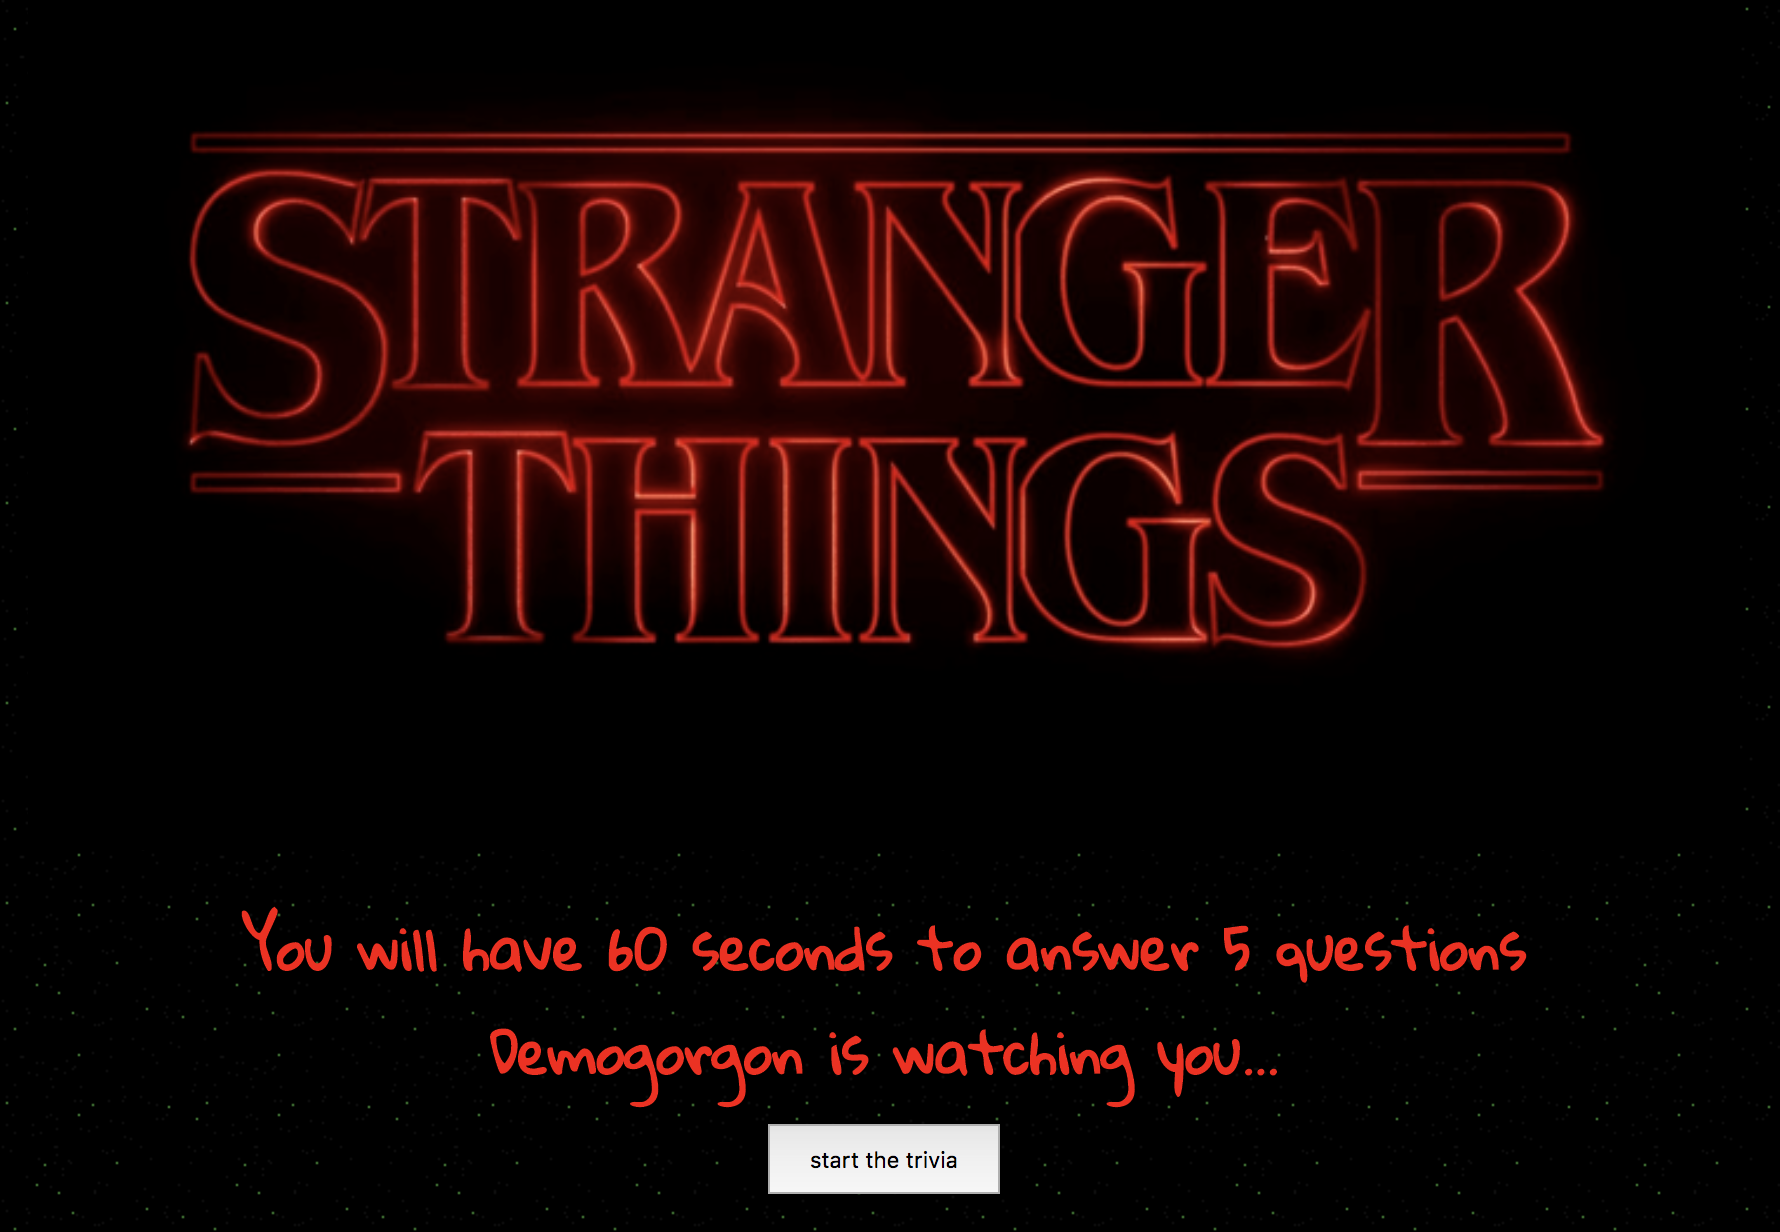 STRANGER
THINGS
You will have 60 seconds to answer 5 questions
Demogorgon is watching you...
start the trivia